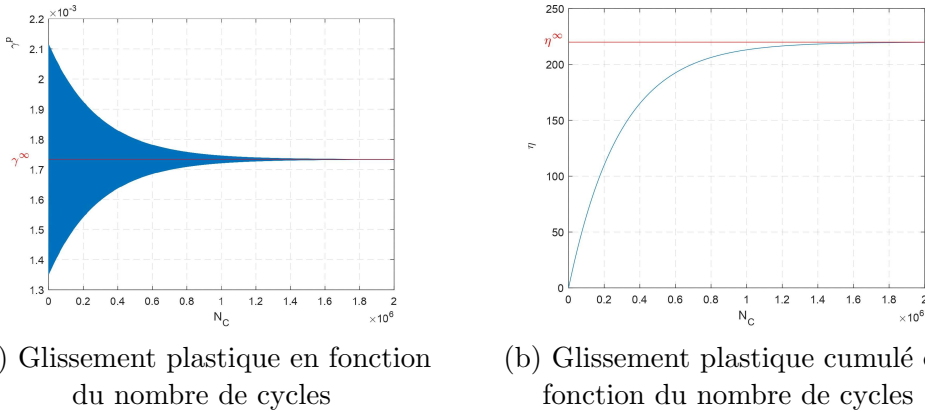 ×10⁻³
2.2
2.1
2
1.9
1.8
1.7
1.6
1.5
1.4
1.3
γᵖ
γ∞
0 0.2 0.4 0.6 0.8 1 1.2 1.4 1.6 1.8 2
N_C
×10⁶
) Glissement plastique en fonction
du nombre de cycles
250
200
150
100
50
0
η∞
η
0 0.2 0.4 0.6 0.8 1 1.2 1.4 1.6 1.8 2
N_C
×10⁶
(b) Glissement plastique cumulé
fonction du nombre de cycles